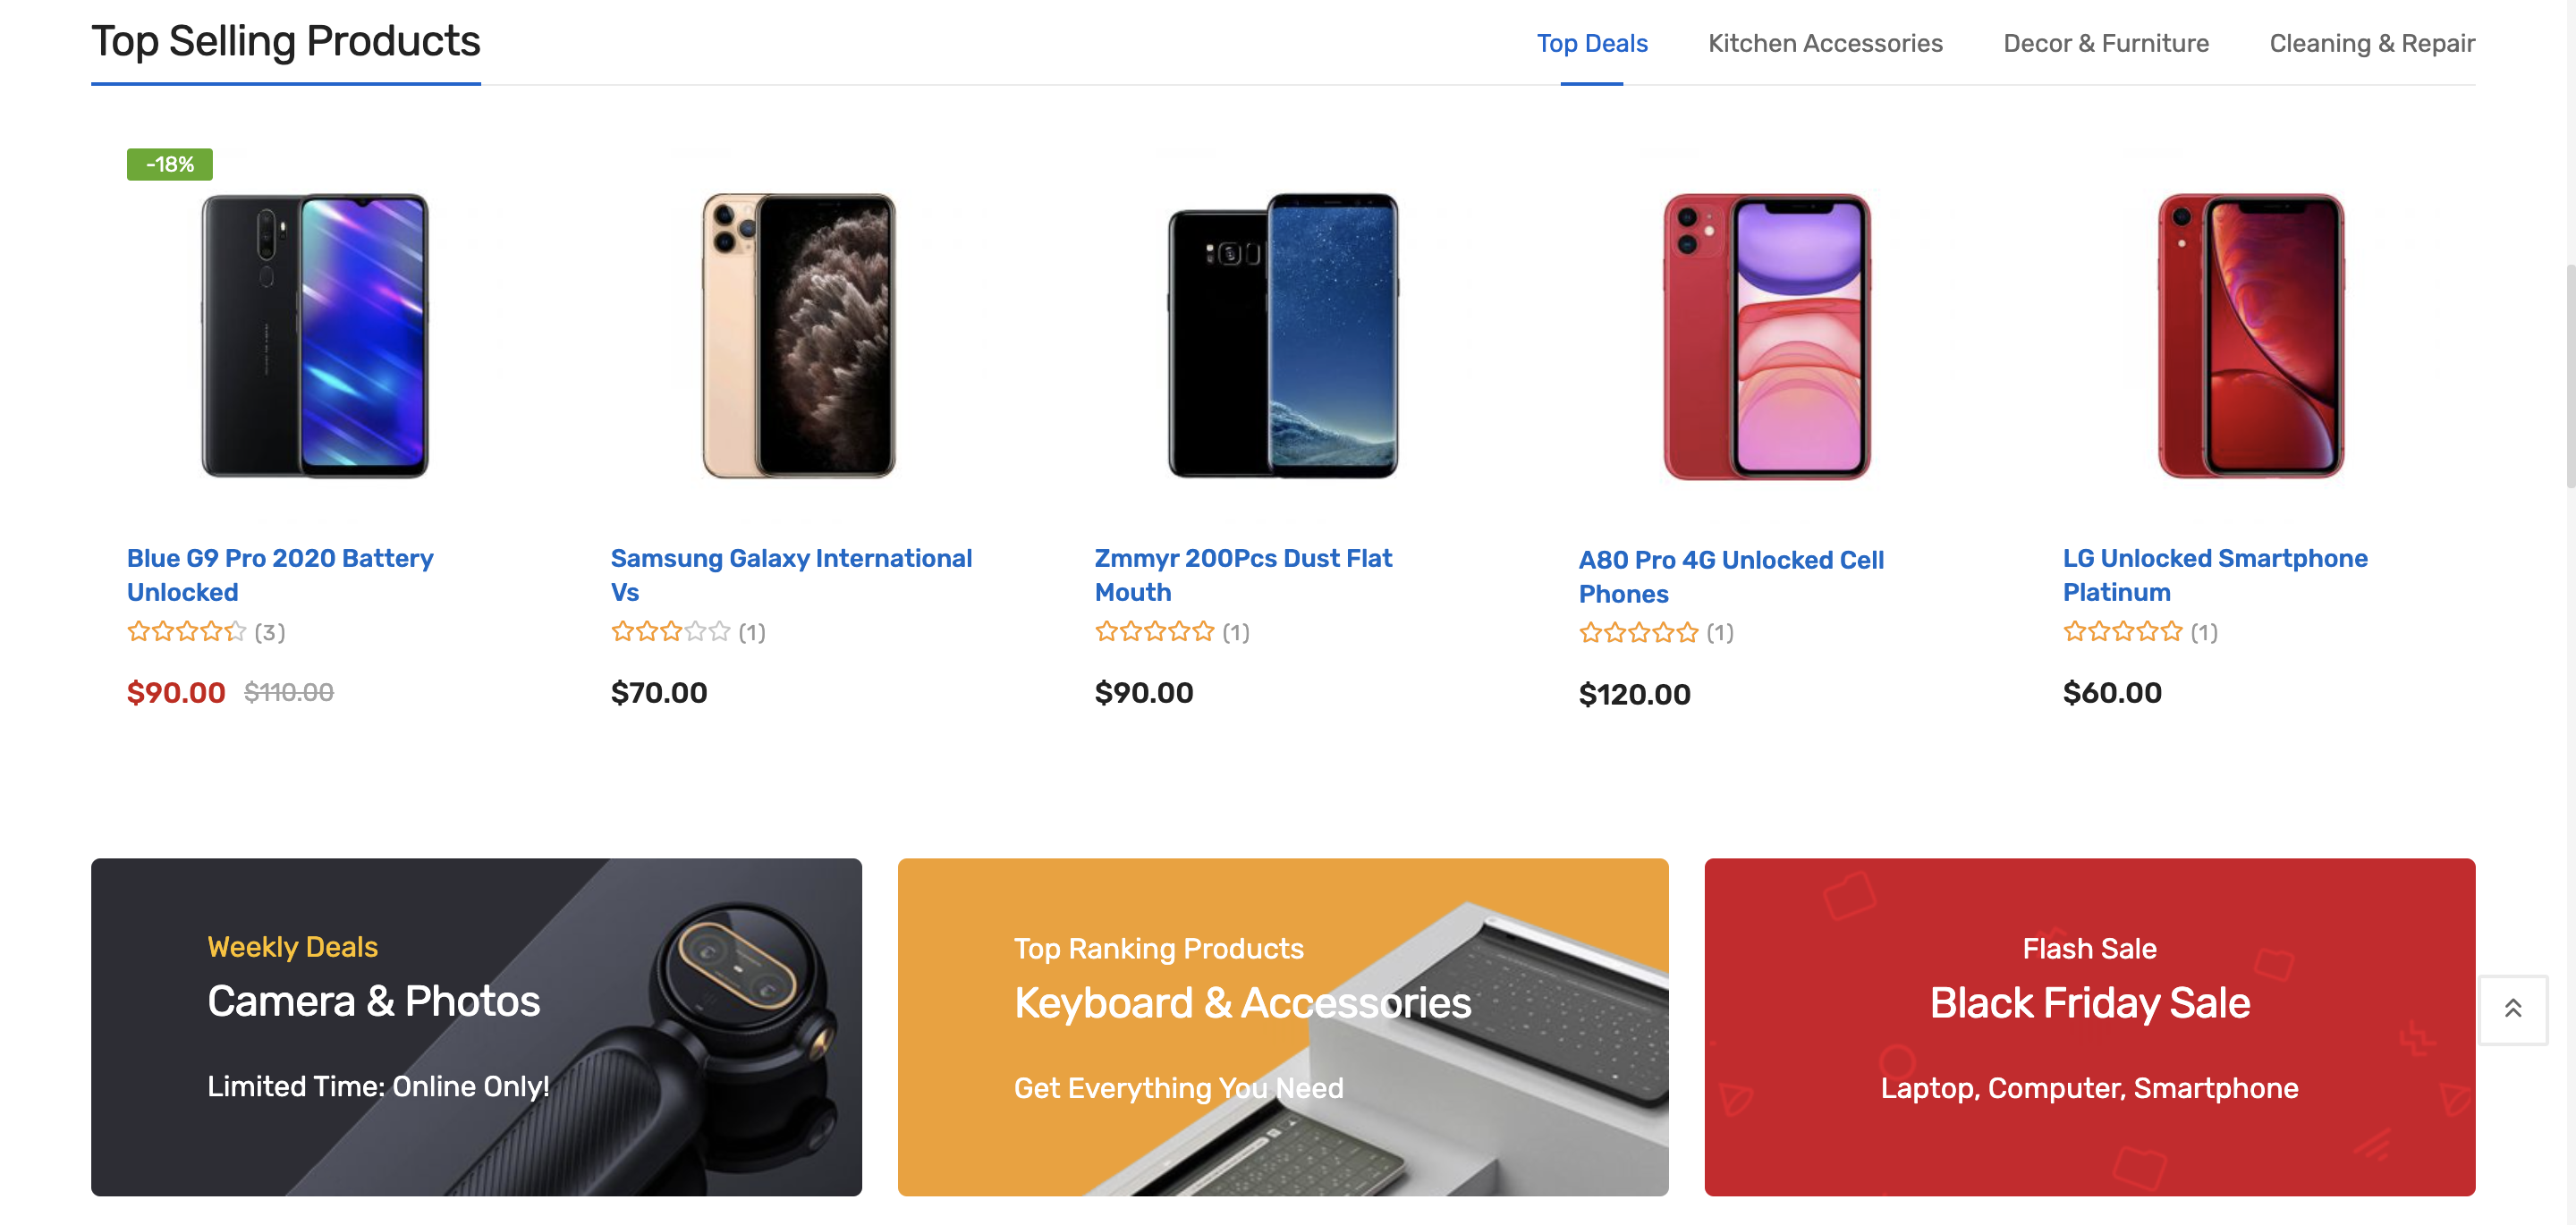 Top Selling Products
Top Deals
Kitchen Accessories
Decor & Furniture
Cleaning & Repair
-18%
Blue G9 Pro 2020 Battery
Unlocked
(3)
$90.00 $110.00
Samsung Galaxy International
Vs
(1)
$70.00
Zmmyr 200Pcs Dust Flat
Mouth
(1)
$90.00
A80 Pro 4G Unlocked Cell
Phones
(1)
$120.00
LG Unlocked Smartphone
Platinum
(1)
$60.00
Weekly Deals
Camera & Photos
Limited Time: Online Only!
Top Ranking Products
Keyboard & Accessories
Get Everything You Need
Flash Sale
Black Friday Sale
Laptop, Computer, Smartphone